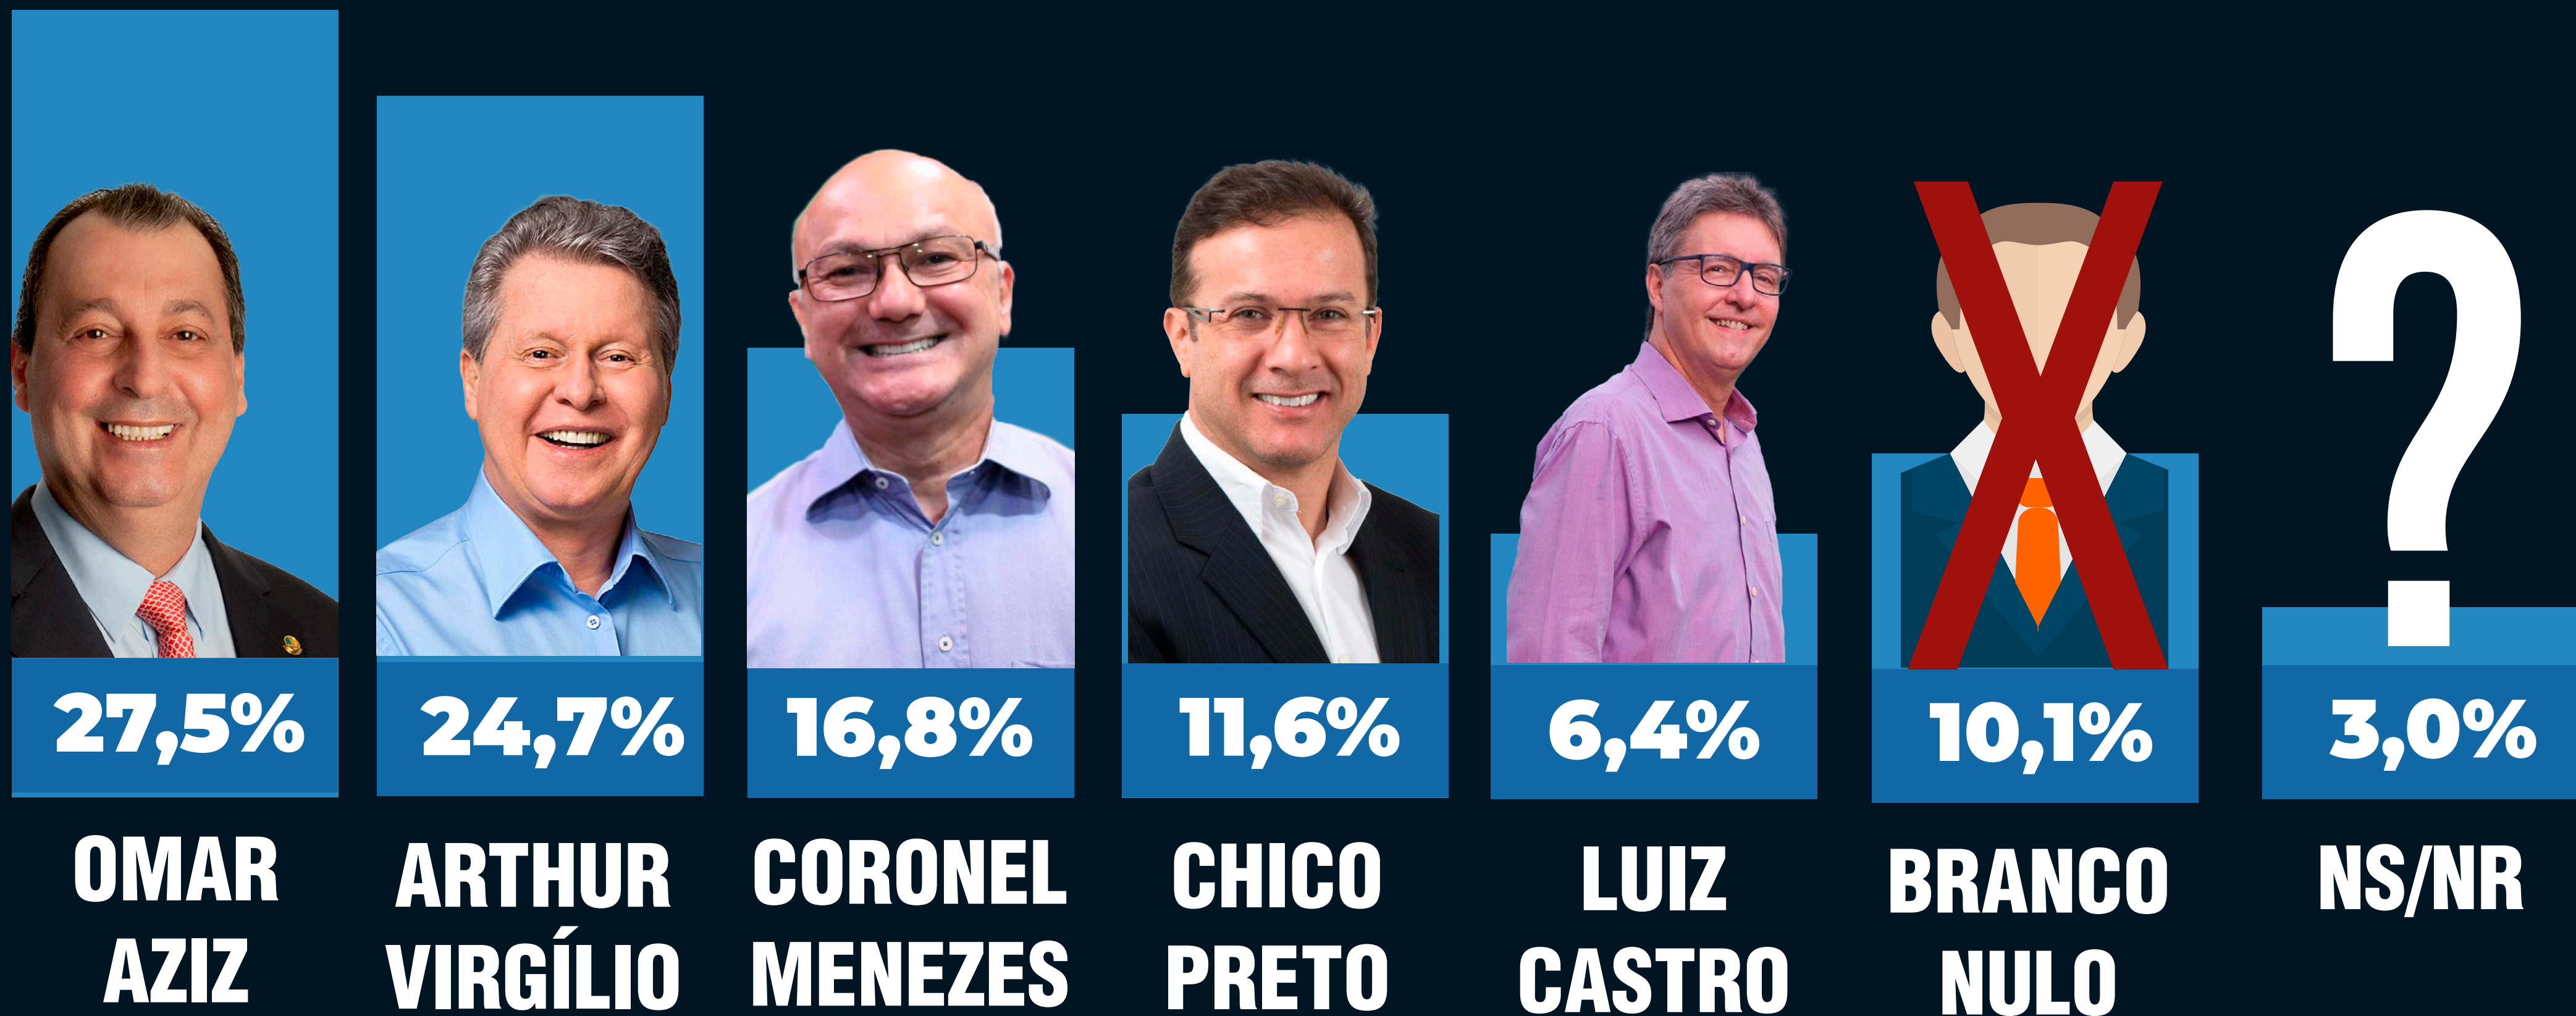 27,5%
24,7%
16,8%
11,6%
6,4%
10,1%
3,0%
OMAR
AZIZ
ARTHUR
VIRGÍLIO
CORONEL
MENEZES
CHICO
PRETO
LUIZ
CASTRO
BRANCO
NULO
NS/NR
?